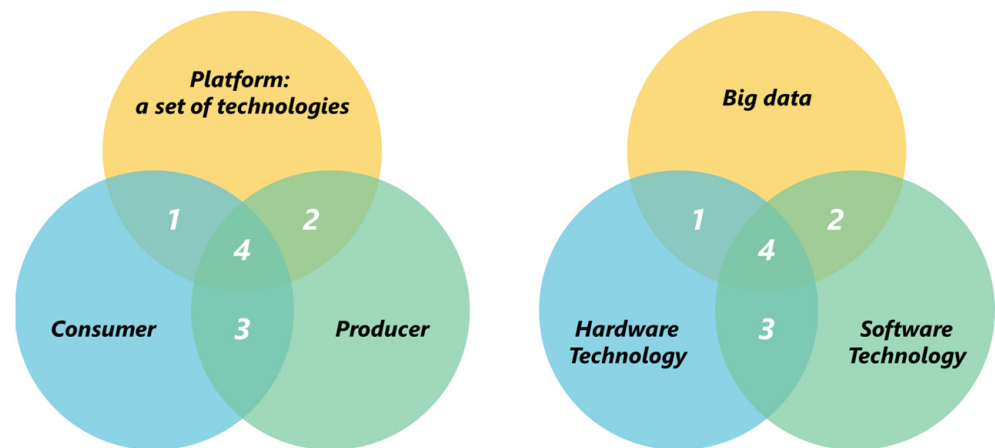 Platform:
a set of technologies
1
2
4
Consumer
3
Producer
Big data
1
2
4
Hardware
Technology
3
Software
Technology